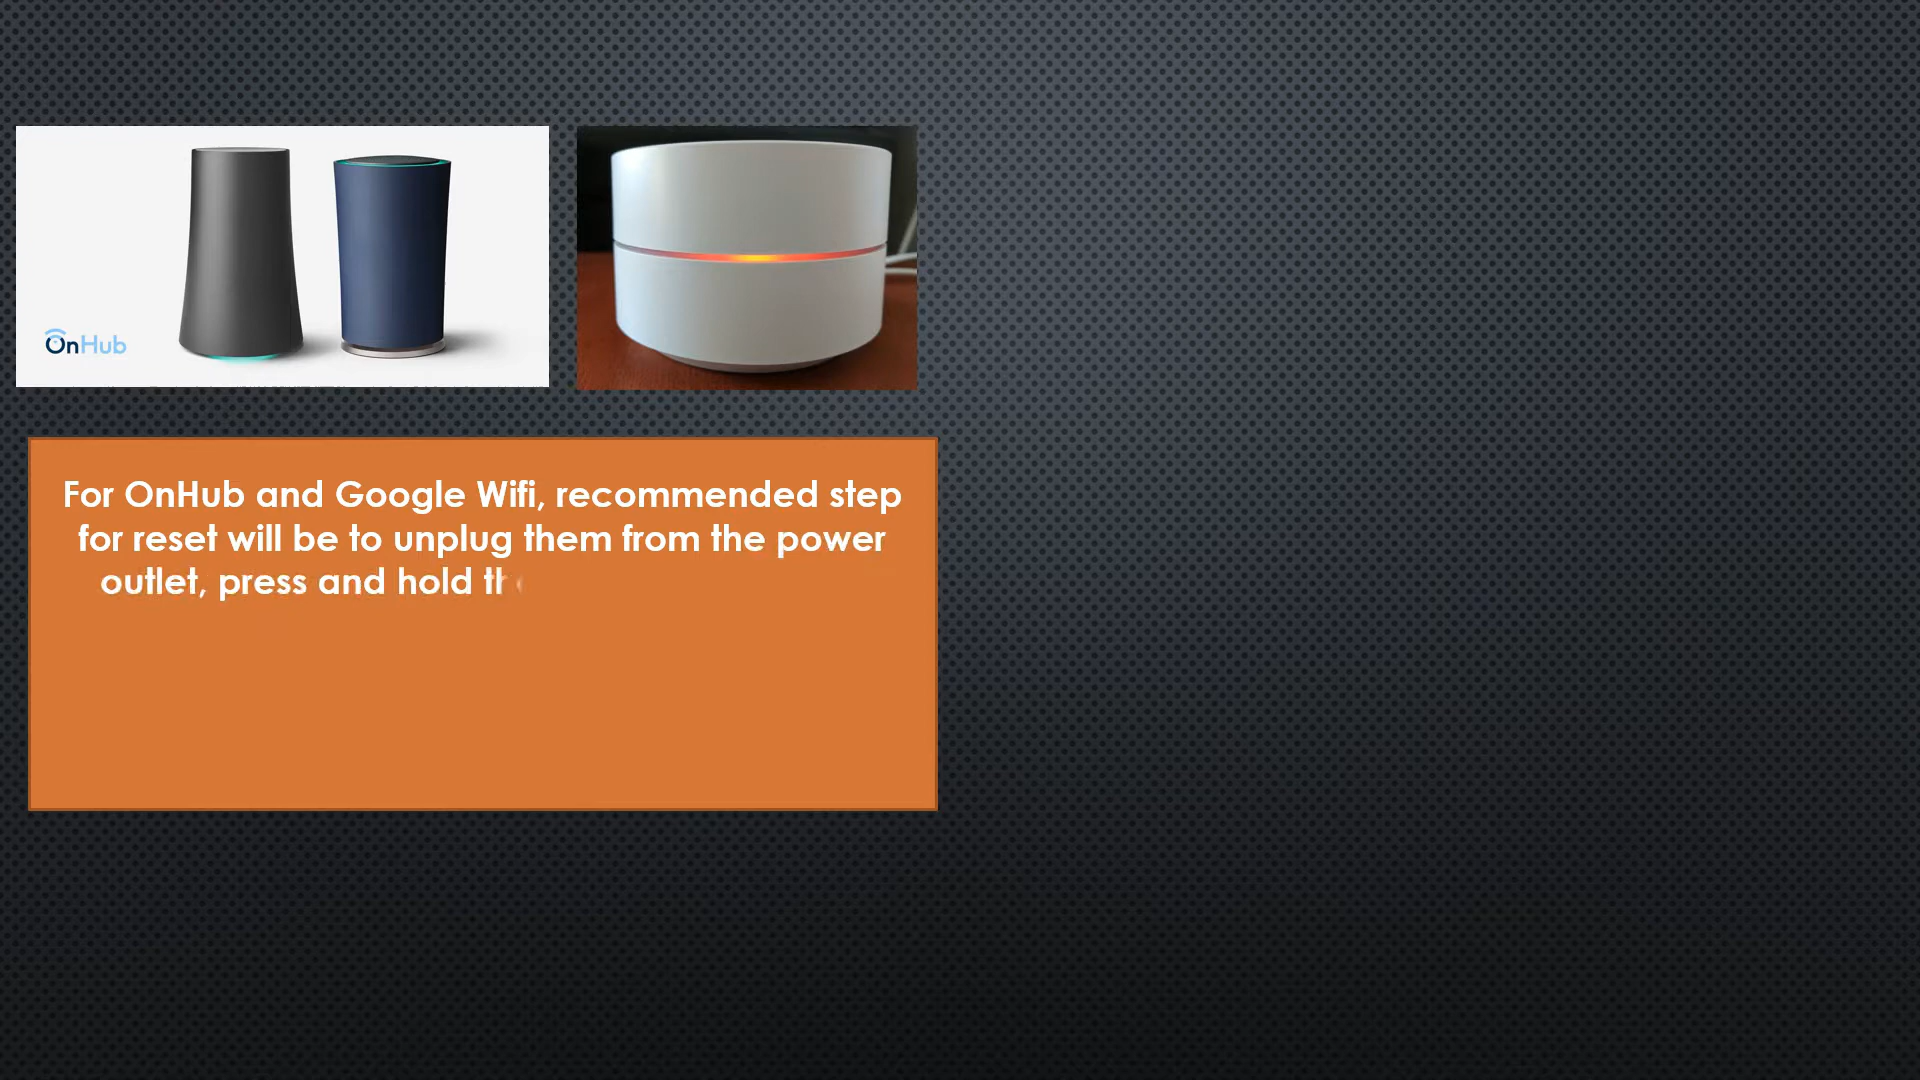 OnHub
For OnHub and Google Wifi, recommended step
for reset will be to unplug them from the power
outlet, press and hold